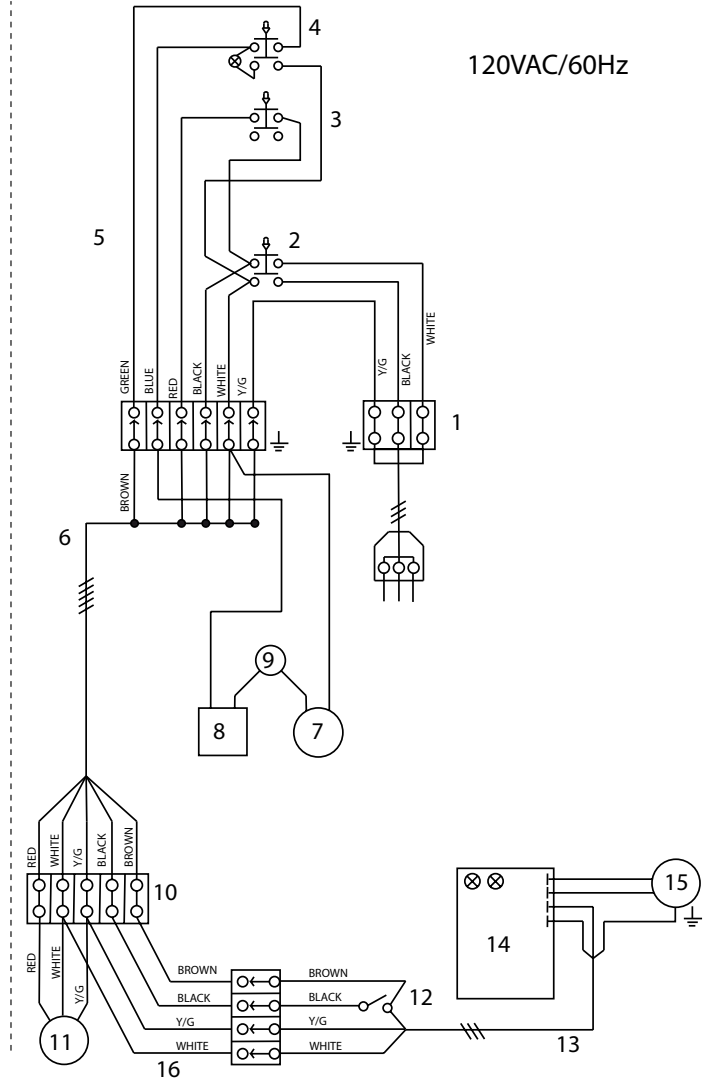 4
120VAC/60Hz
3
5
2
GREEN
BLUE
RED
BLACK
WHITE
Y/G
Y/G
BLACK
WHITE
1
BROWN
6
9
8
7
RED
WHITE
Y/G
BLACK
BROWN
10
15
14
RED
WHITE
Y/G
11
BROWN
BROWN
BLACK
BLACK
12
Y/G
Y/G
WHITE
WHITE
13
16